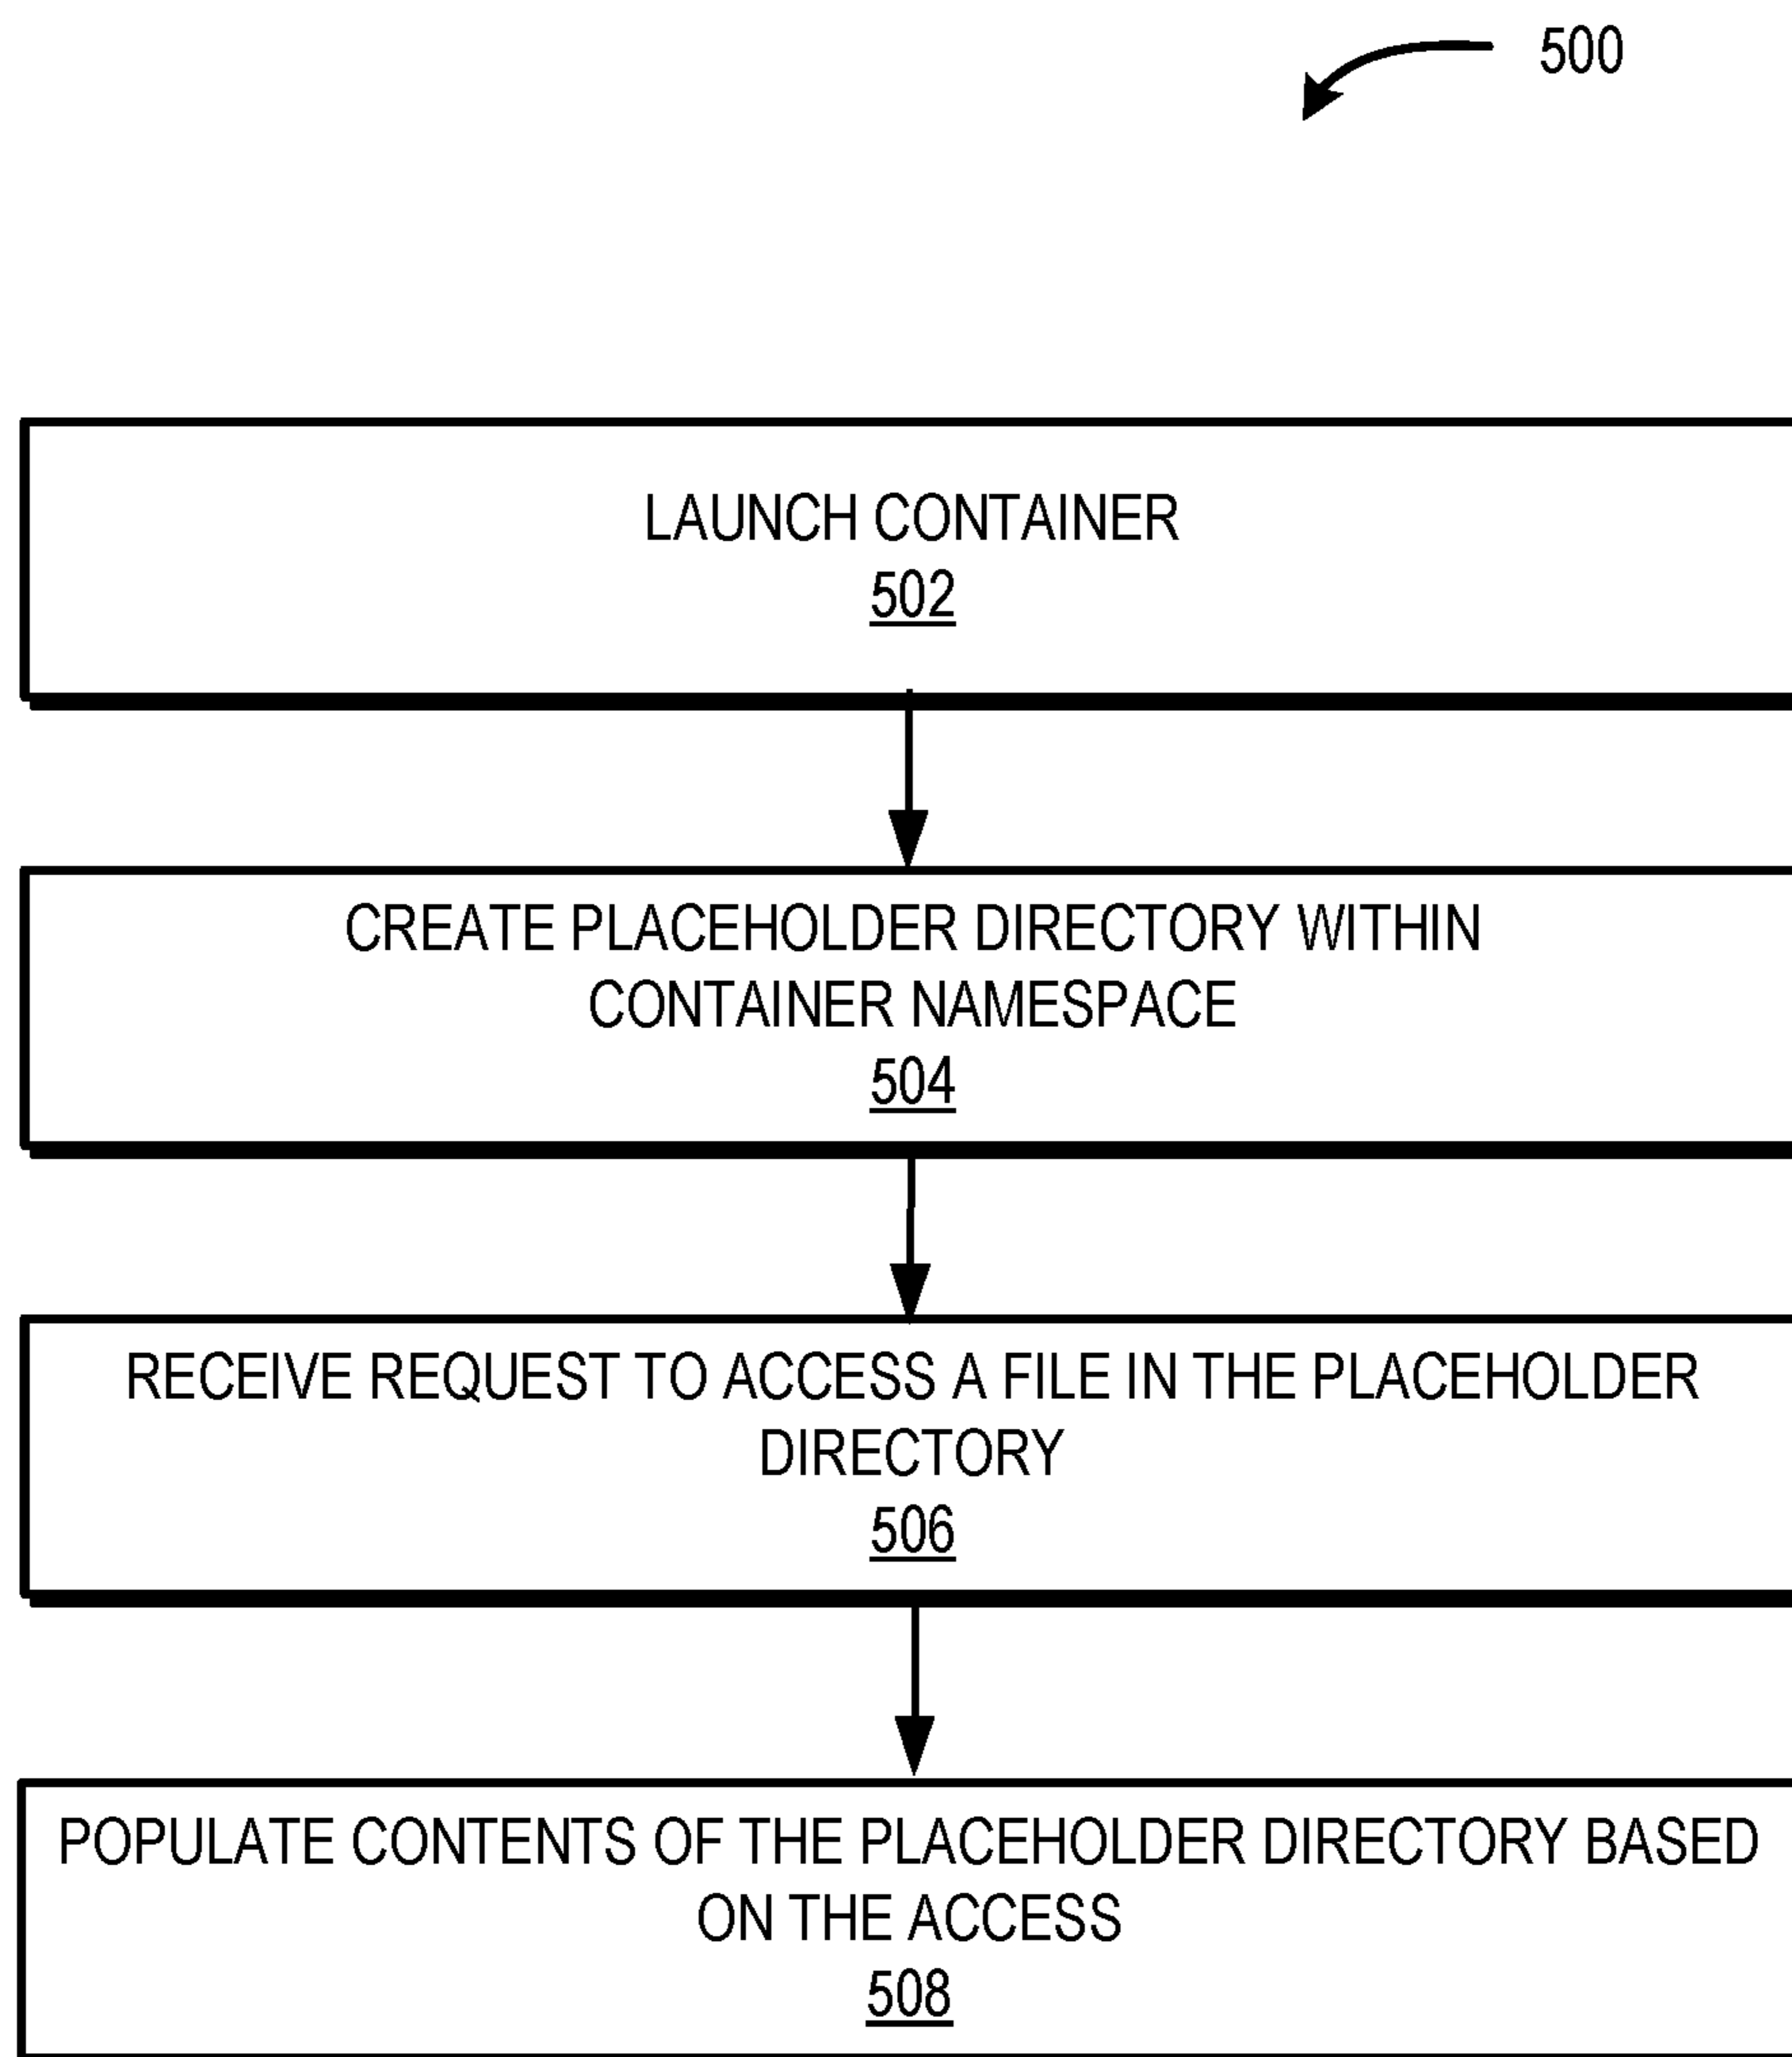 500
LAUNCH CONTAINER
502
CREATE PLACEHOLDER DIRECTORY WITHIN
CONTAINER NAMESPACE
504
RECEIVE REQUEST TO ACCESS A FILE IN THE PLACEHOLDER
DIRECTORY
506
POPULATE CONTENTS OF THE PLACEHOLDER DIRECTORY BASED
ON THE ACCESS
508